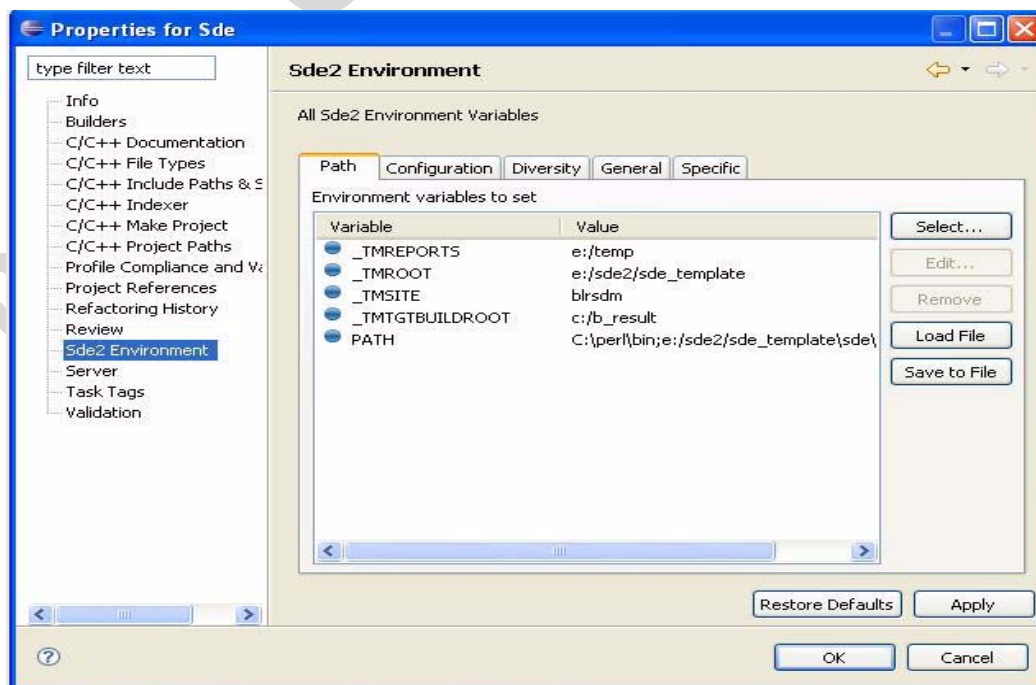 Properties for Sde
type filter text
Info
Builders
C/C++ Documentation
C/C++ File Types
C/C++ Include Paths & S
C/C++ Indexer
C/C++ Make Project
C/C++ Project Paths
Profile Compliance and Va
Project References
Refactoring History
Review
Sde2 Environment
Server
Task Tags
Validation
Sde2 Environment
All Sde2 Environment Variables
Path Configuration Diversity General Specific
Environment variables to set
Variable Value
_TMREPORTS e:/temp
_TMROOT e:/sde2/sde_template
_TMSITE blrsdm
_TMTGTBUILDROOT c:/b_result
PATH C:\perl\bin;e:/sde2/sde_template\sde\
Select...
Edit...
Remove
Load File
Save to File
Restore Defaults Apply
OK Cancel